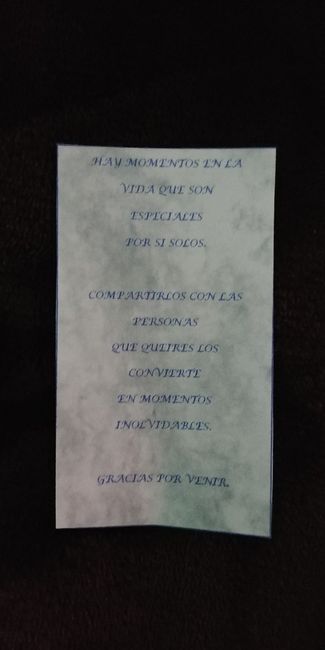 HAY MOMENTOS EN LA
VIDA QUE SON
ESPECIALES
POR SI SOLOS.
COMPARTIRLOS CON LAS
PERSONAS
QUE QUEIRES LOS
CONVIERTE
EN MOMENTOS
INOLVIDABLES.
GRACIAS POR VENIR.